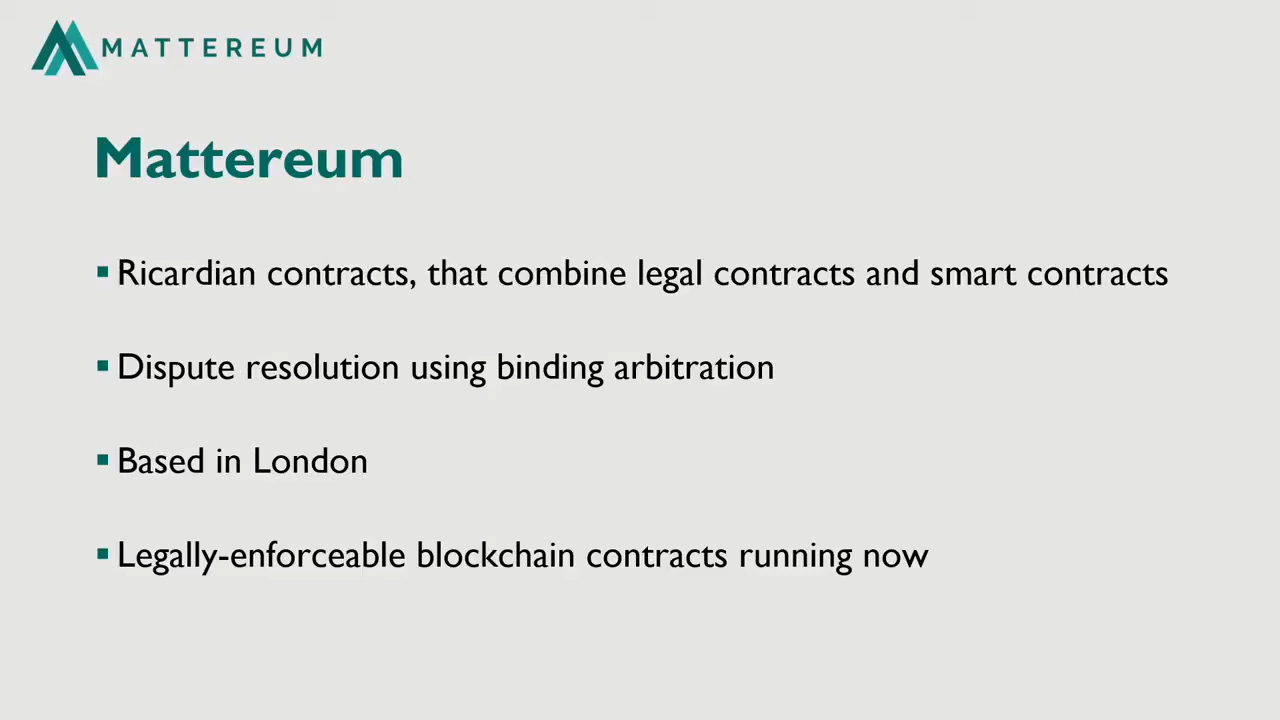 MATTEREUM
Mattereum
▪ Ricardian contracts, that combine legal contracts and smart contracts
▪ Dispute resolution using binding arbitration
▪ Based in London
▪ Legally-enforceable blockchain contracts running now